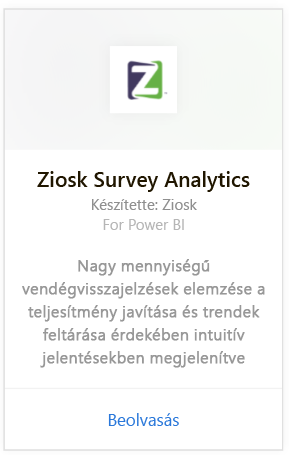 Z
Ziosk Survey Analytics
Készítette: Ziosk
For Power BI
Nagy mennyiségű
vendégvisszajelzések elemzése a
teljesítmény javítása és trendek
feltárása érdekében intuitív
jelentésekben megjelenítve
Beolvasás